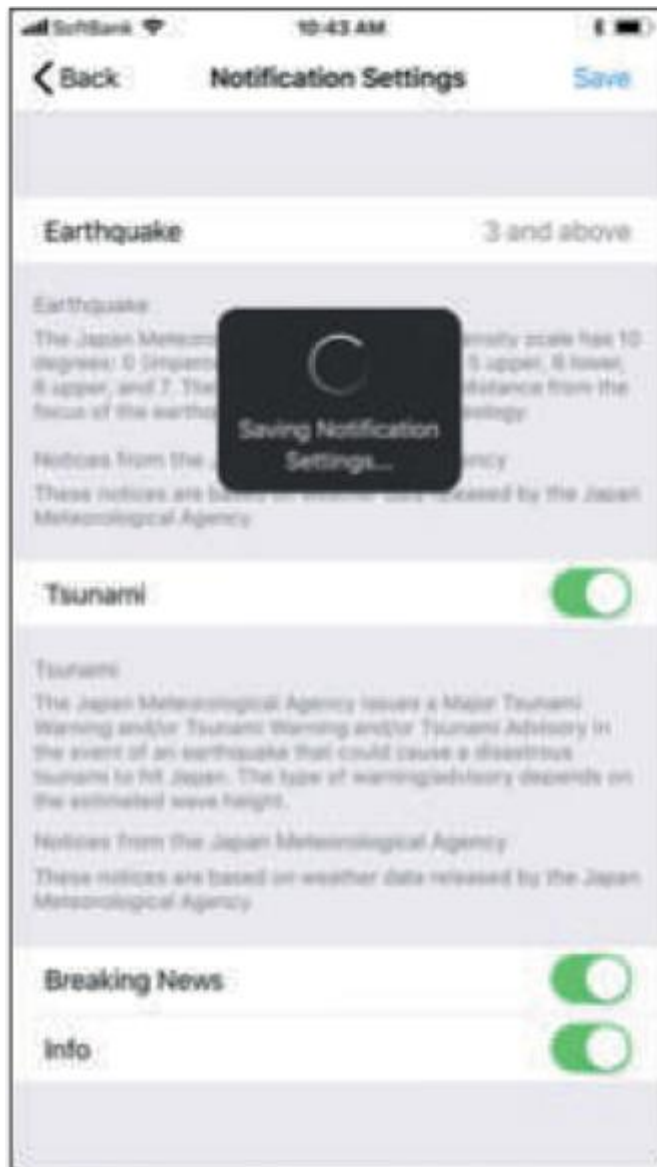 SoftBank 10:43 AM
Back Notification Settings Save
Earthquake 3 and above
Earthquake
The Japan ensity scale has 10
degrees: 0 5 upper, 6 lower,
6 upper, and 7. The distance from the
focus of the
Saving Notification
Settings...
Notices from the gency
These notices are based on weather data released by the Japan
Meteorological Agency
Tsunami
Tsunami
The Japan Meteorological Agency issues a Major Tsunami
Warning and/or Tsunami Warning and/or Tsunami Advisory in
the event of an earthquake that could cause a disastrous
tsunami to hit Japan. The type of warning/advisory depends on
the estimated wave height.
Notices from the Japan Meteorological Agency
These notices are based on weather data released by the Japan
Meteorological Agency
Breaking News
Info